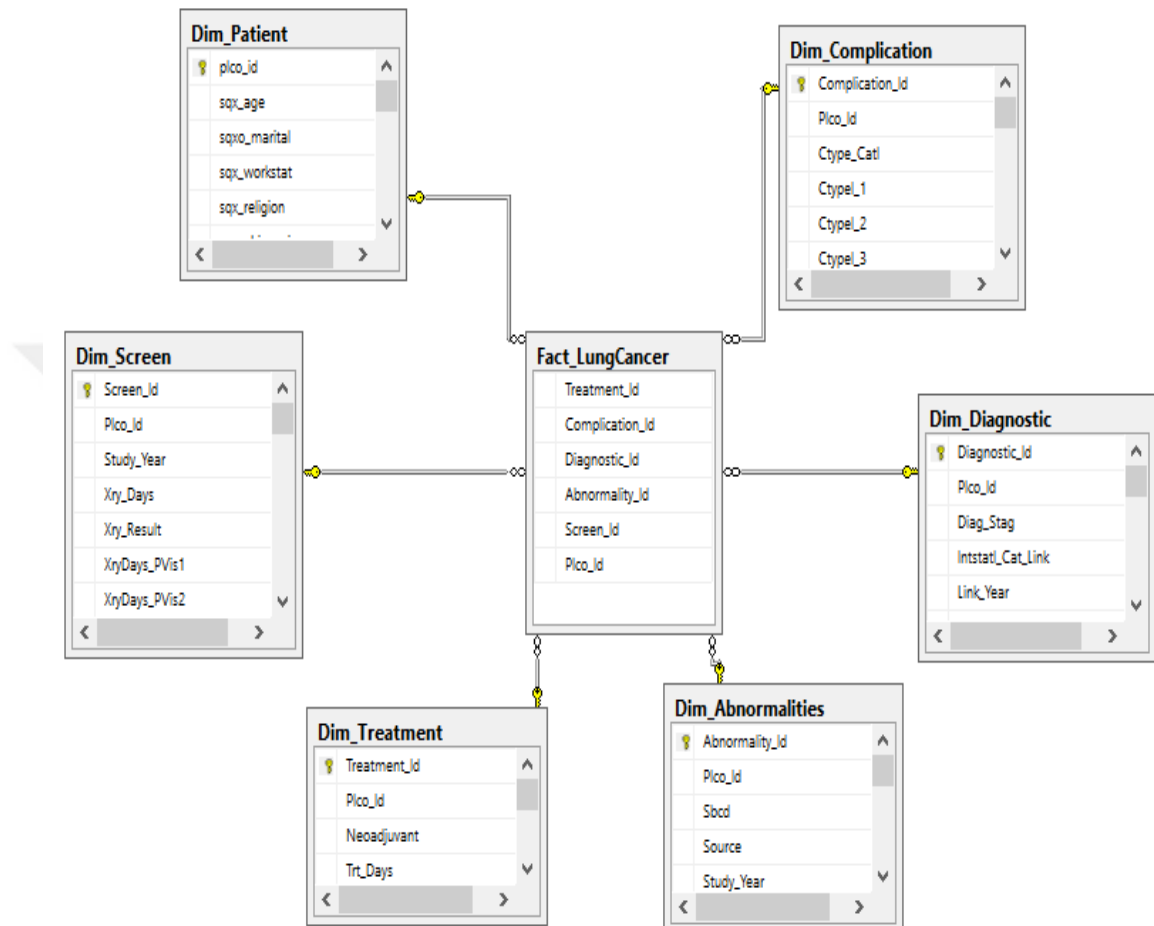 Dim_Patient
plco_id
sqx_age
sqxo_marital
sqx_workstat
sqx_religion
Dim_Complication
Complication_Id
Plco_Id
Ctype_Catl
Ctypel_1
Ctypel_2
Ctypel_3
Dim_Screen
Screen_Id
Plco_Id
Study_Year
Xry_Days
Xry_Result
XryDays_PVis1
XryDays_PVis2
Fact_LungCancer
Treatment_Id
Complication_Id
Diagnostic_Id
Abnormality_Id
Screen_Id
Plco_Id
Dim_Diagnostic
Diagnostic_Id
Plco_Id
Diag_Stag
Intstatl_Cat_Link
Link_Year
Dim_Treatment
Treatment_Id
Plco_Id
Neoadjuvant
Trt_Days
Dim_Abnormalities
Abnormality_Id
Plco_Id
Sbcd
Source
Study_Year